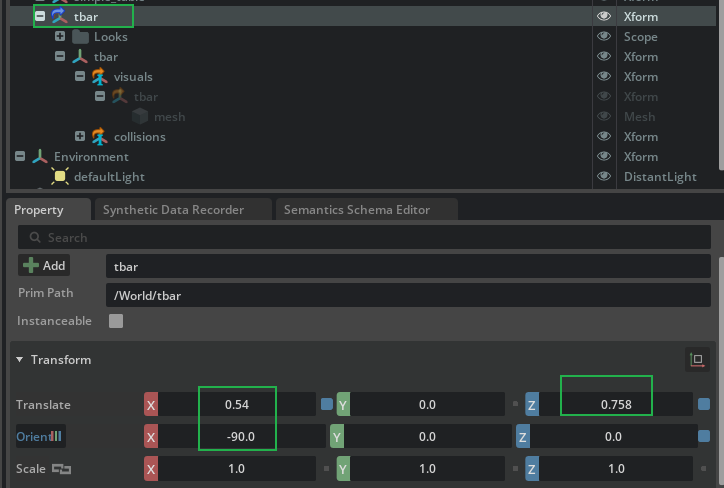 tbar Xform
Looks Scope
tbar Xform
visuals Xform
tbar Xform
mesh Mesh
collisions Xform
Environment Xform
defaultLight DistantLight
Property Synthetic Data Recorder Semantics Schema Editor
Search
Add tbar
Prim Path /World/tbar
Instanceable
Transform
Translate X 0.54 Y 0.0 Z 0.758
Orient X -90.0 Y 0.0 Z 0.0
Scale X 1.0 Y 1.0 Z 1.0